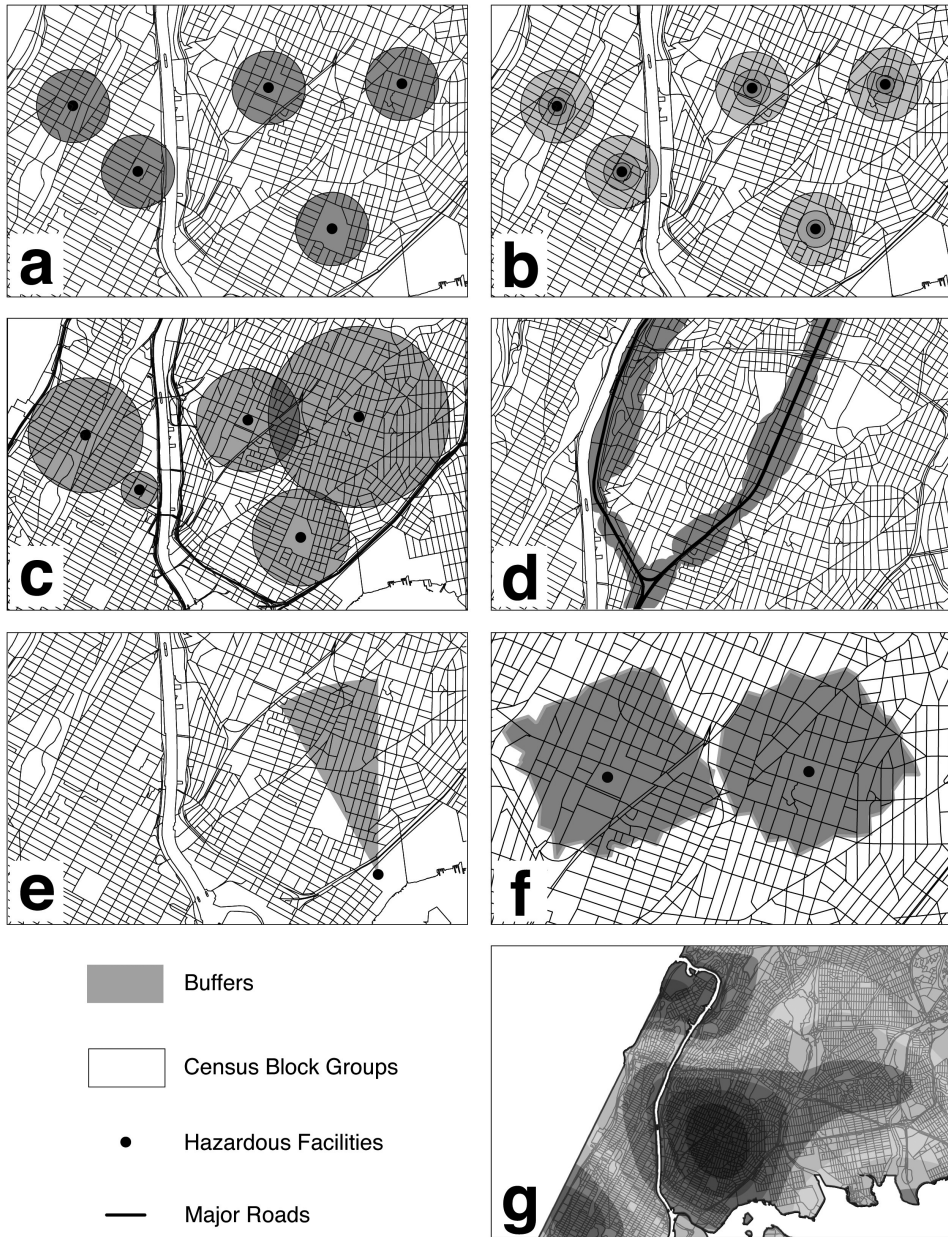 a
b
c
d
e
f
Buffers
Census Block Groups
Hazardous Facilities
Major Roads
g